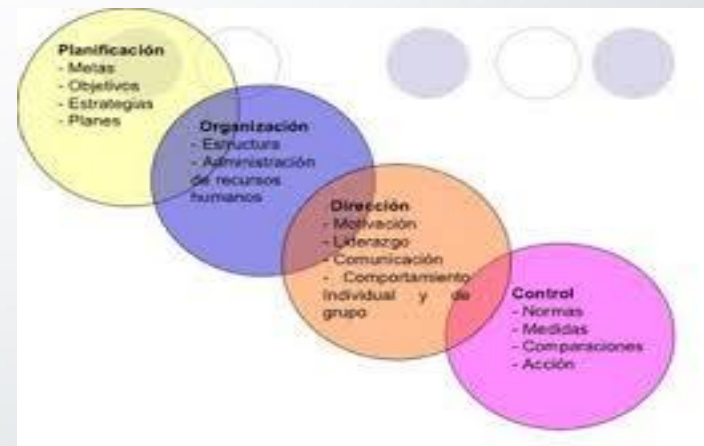 Planificación
- Metas
- Objetivos
- Estrategias
- Planes
Organización
- Estructura
- Administración
de recursos
humanos
Dirección
- Motivación
- Liderazgo
- Comunicación
- Comportamiento
Individual y de
grupo
Control
- Normas
- Medidas
- Comparaciones
- Acción